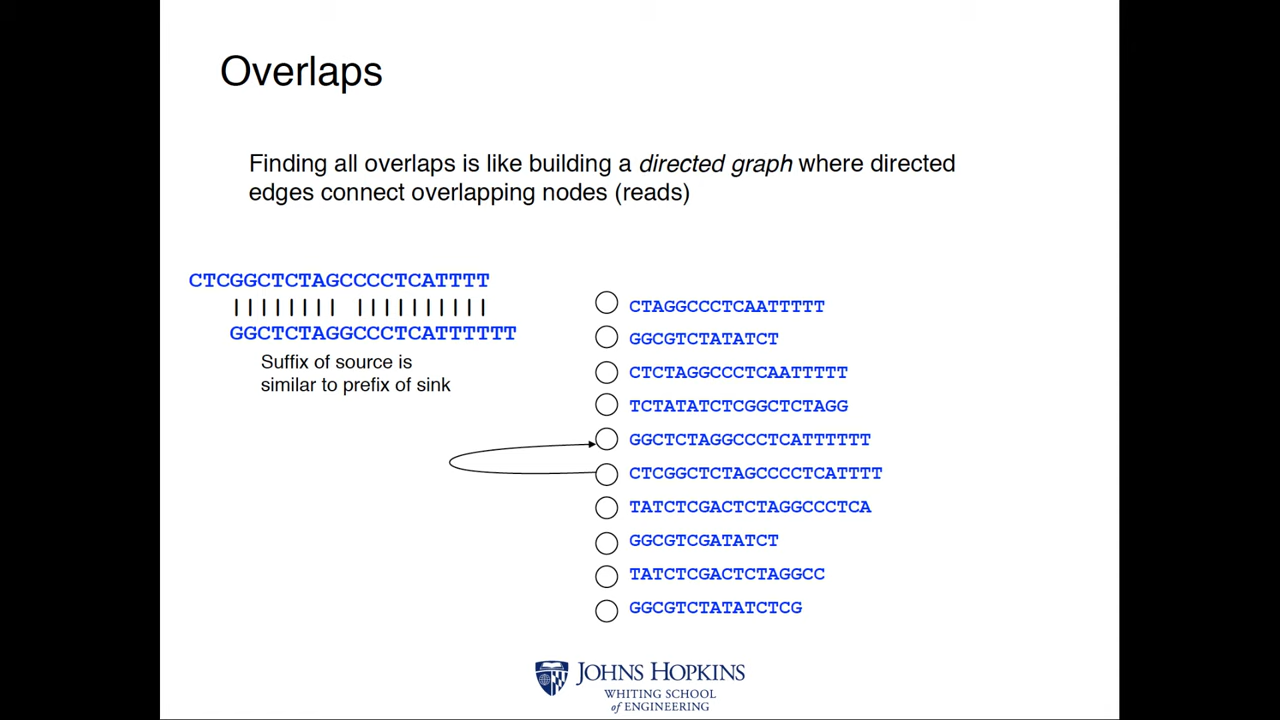 Overlaps
Finding all overlaps is like building a directed graph where directed
edges connect overlapping nodes (reads)
CTCGGCTCTAGCCCCTCATTTT
GGCTCTAGGCCCTCATTTTTT
Suffix of source is
similar to prefix of sink
CTAGGCCCTCAATTTTT
GGCGTCTATATCT
CTCTAGGCCCTCAATTTTT
TCTATATCTCGGCTCTAGG
GGCTCTAGGCCCTCATTTTTT
CTCGGCTCTAGCCCCTCATTTT
TATCTCGACTCTAGGCCCTCA
GGCGTCGATATCT
TATCTCGACTCTAGGCC
GGCGTCTATATCTCG
JOHNS HOPKINS
WHITING SCHOOL
of ENGINEERING